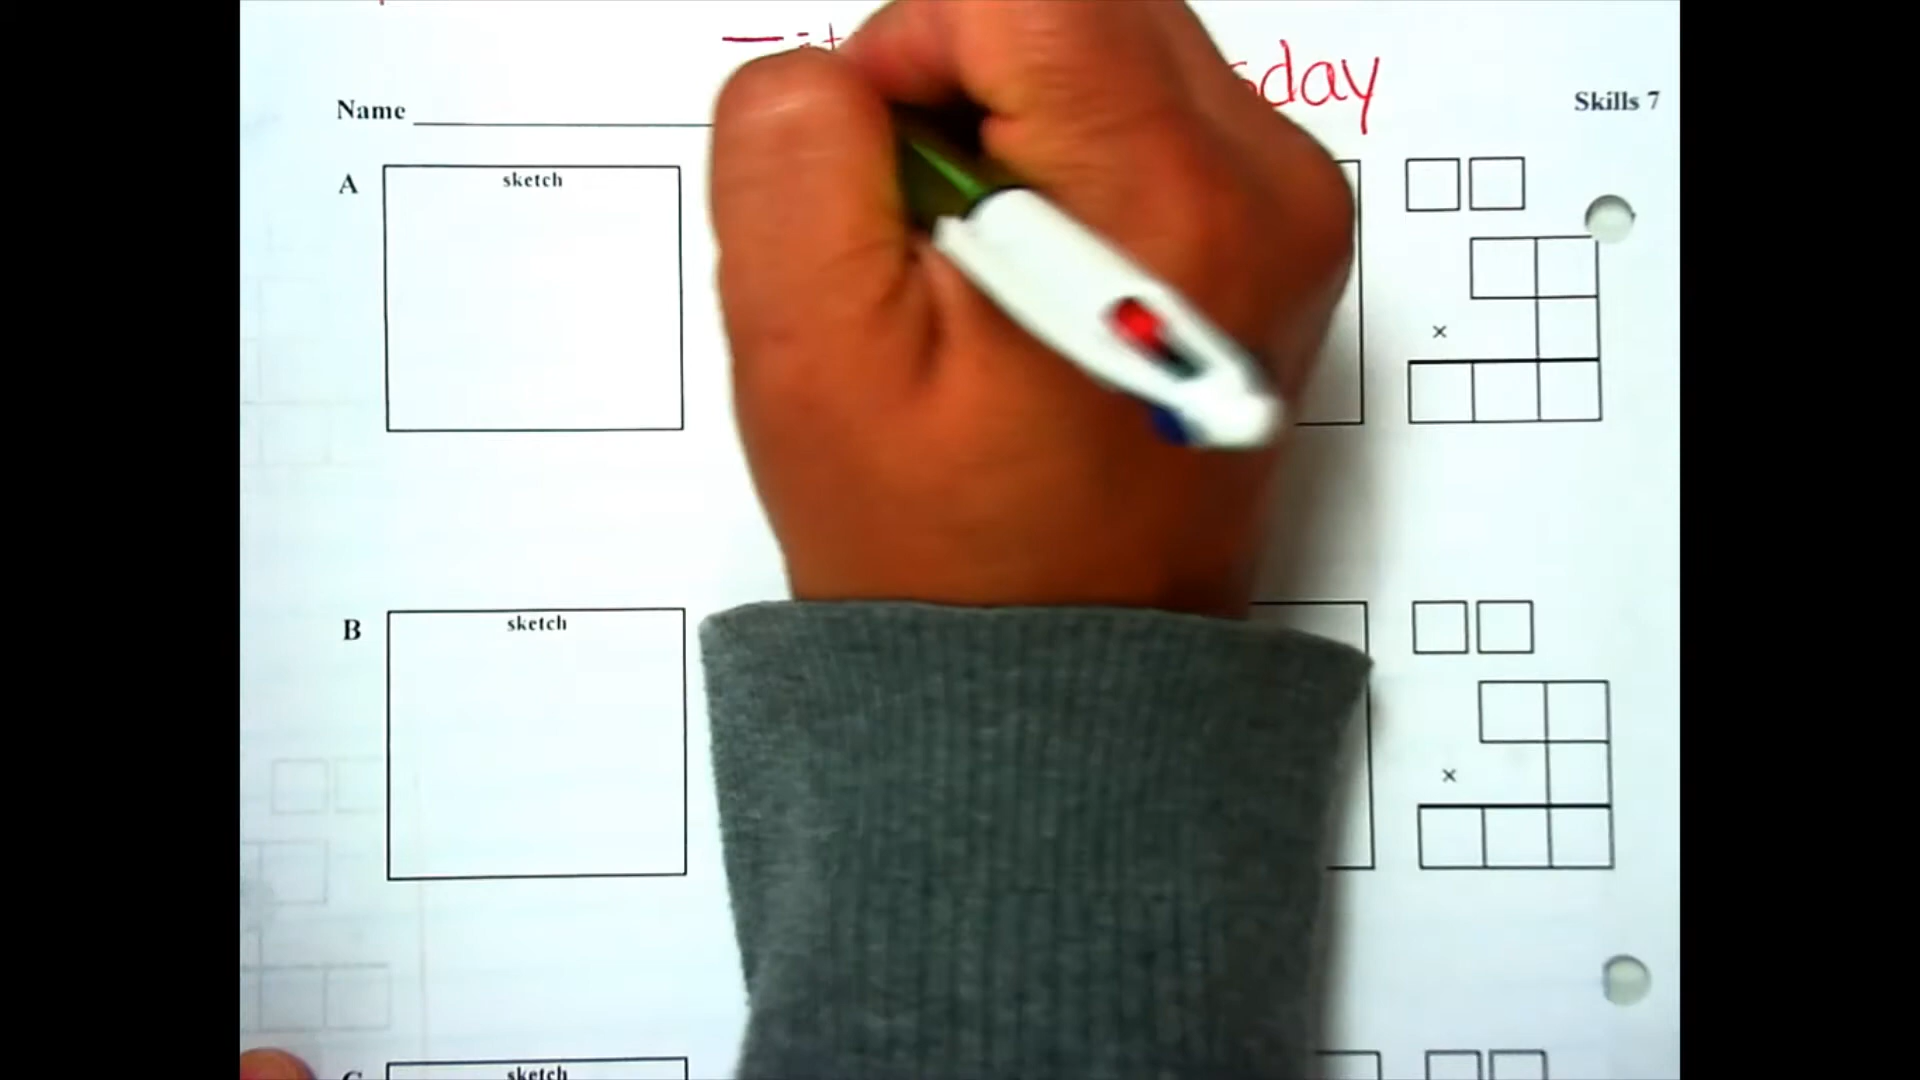 sday
Name
Skills 7
A
sketch
×
B
sketch
×
sketch